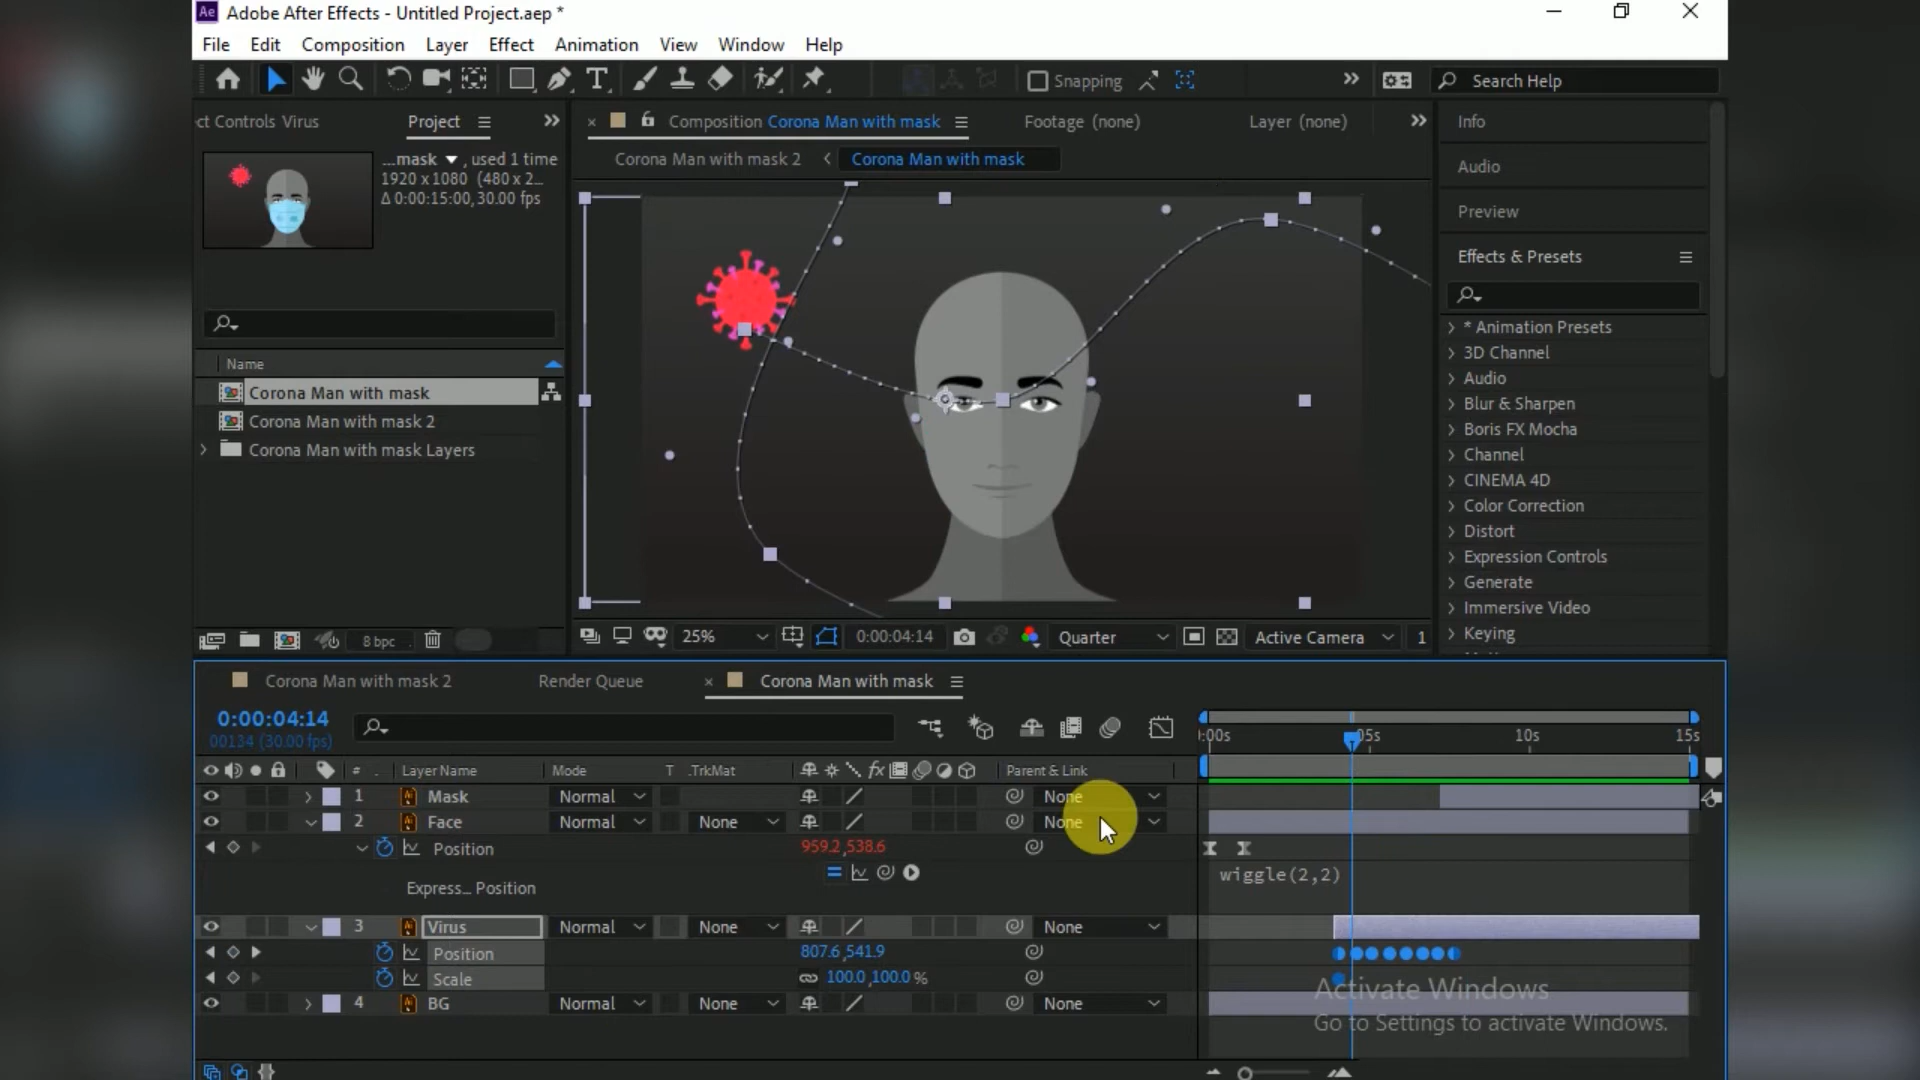 Ae Adobe After Effects - Untitled Project.aep *
File Edit Composition Layer Effect Animation View Window Help
Snapping
Search Help
ct Controls Virus
Project
...mask , used 1 time
1920 x 1080 (480 x 2...
Δ 0:00:15:00, 30.00 fps
Name
Corona Man with mask
Corona Man with mask 2
Corona Man with mask Layers
8 bpc
Composition Corona Man with mask
Footage (none)
Layer (none)
Corona Man with mask 2
Corona Man with mask
25%
0:00:04:14
Quarter
Active Camera
1
Info
Audio
Preview
Effects & Presets
* Animation Presets
3D Channel
Audio
Blur & Sharpen
Boris FX Mocha
Channel
CINEMA 4D
Color Correction
Distort
Expression Controls
Generate
Immersive Video
Keying
Corona Man with mask 2
Render Queue
Corona Man with mask
0:00:04:14
00134 (30.00 fps)
:00s 05s 10s 15s
# . Layer Name Mode T .TrkMat fx Parent & Link
1 Mask Normal None
2 Face Normal None None
Position 959.2,538.6
Express... Position
wiggle(2,2)
3 Virus Normal None None
Position 807.6,541.9
Scale 100.0,100.0 %
4 BG Normal None None
Activate Windows
Go to Settings to activate Windows.